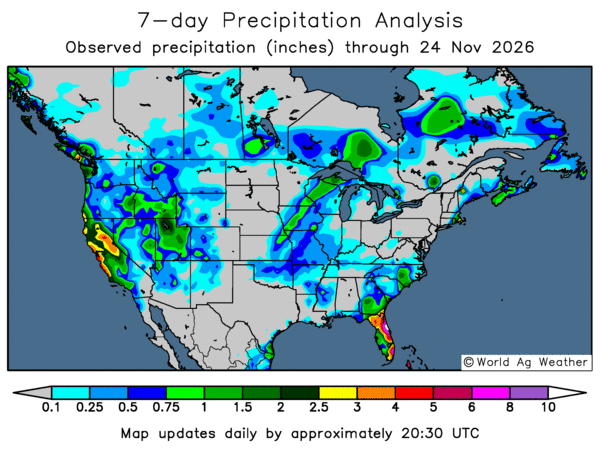 7-day Precipitation Analysis
Observed precipitation (inches) through 24 Nov 2026
© World Ag Weather
0.1 0.25 0.5 0.75 1 1.5 2 2.5 3 4 5 6 8 10
Map updates daily by approximately 20:30 UTC